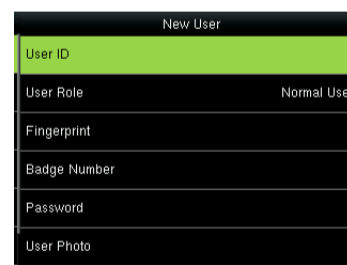 New User
User ID
User Role Normal Use
Fingerprint
Badge Number
Password
User Photo